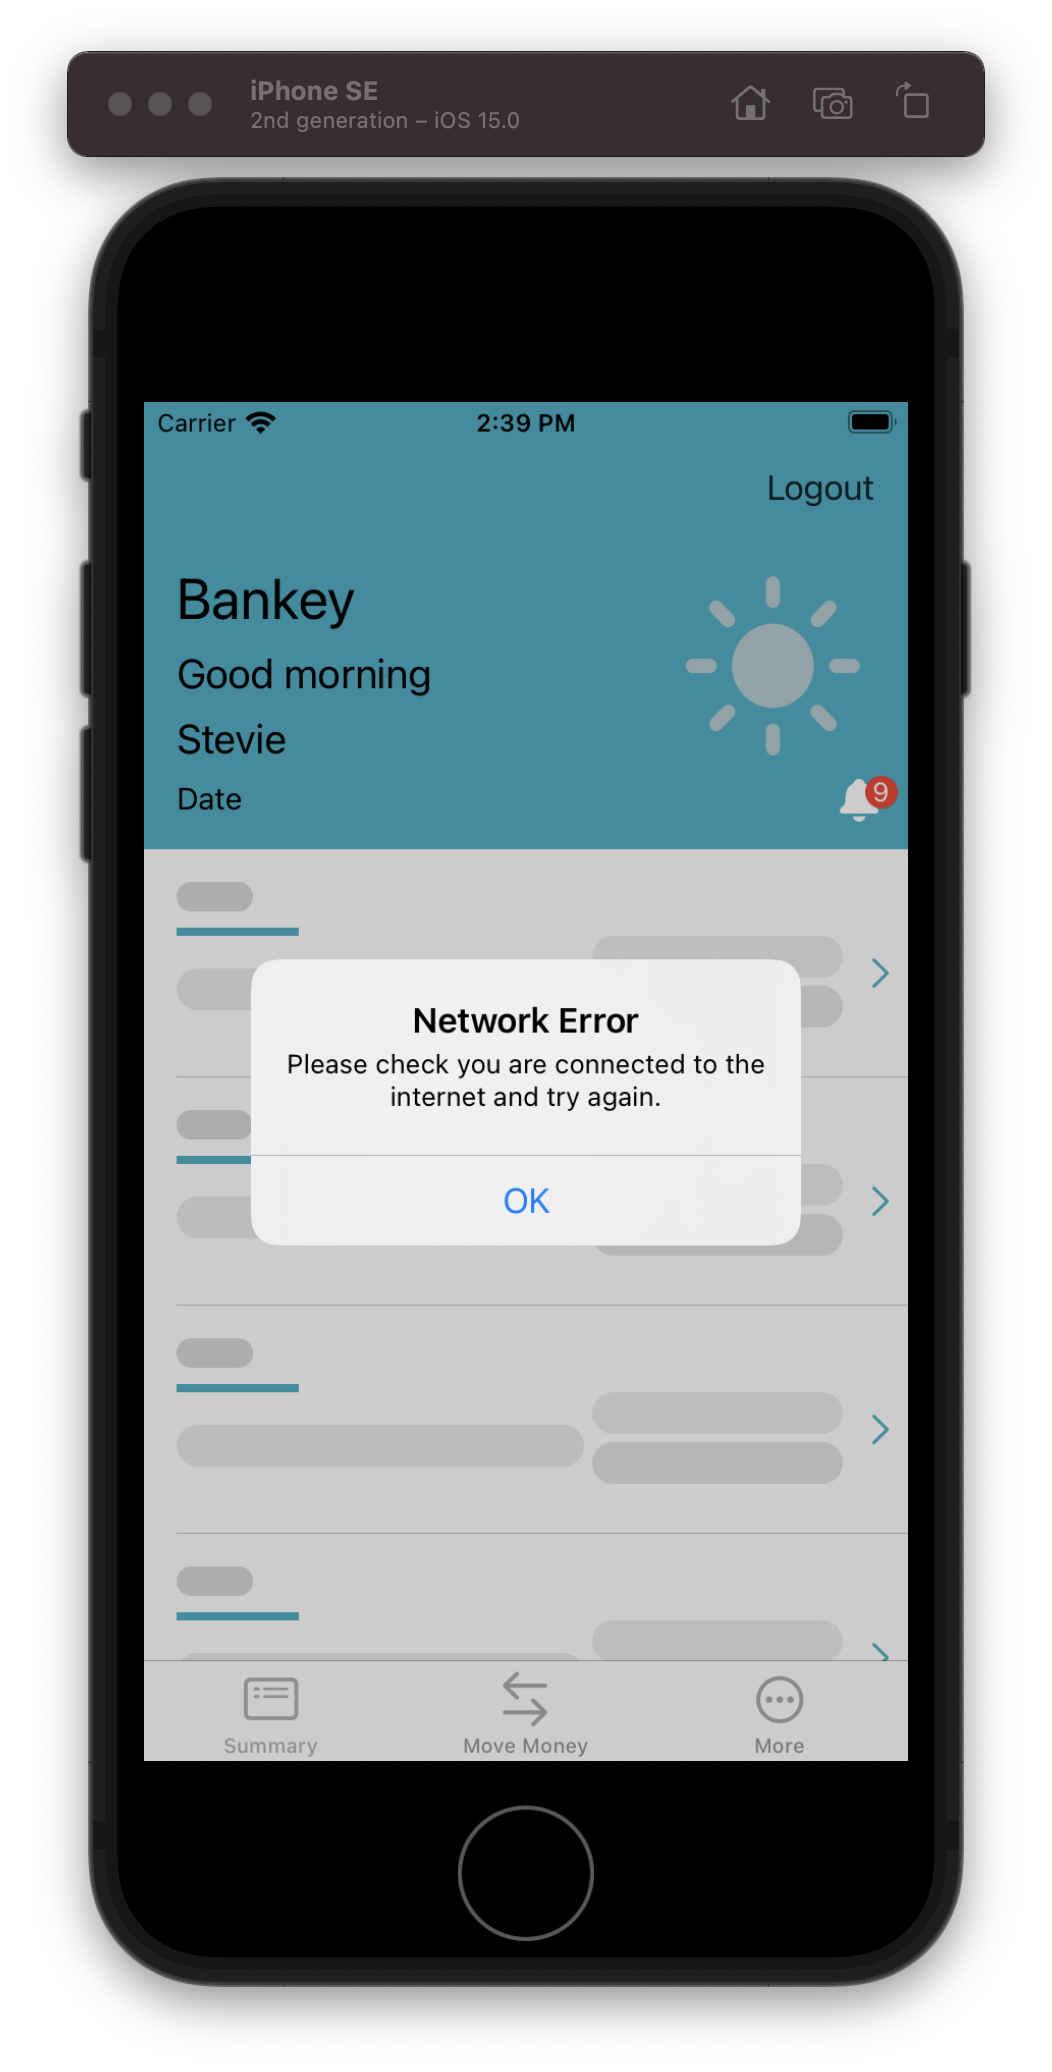 iPhone SE
2nd generation – iOS 15.0
Carrier 2:39 PM
Logout
Bankey
Good morning
Stevie
Date
9
Network Error
Please check you are connected to the
internet and try again.
OK
Summary Move Money More